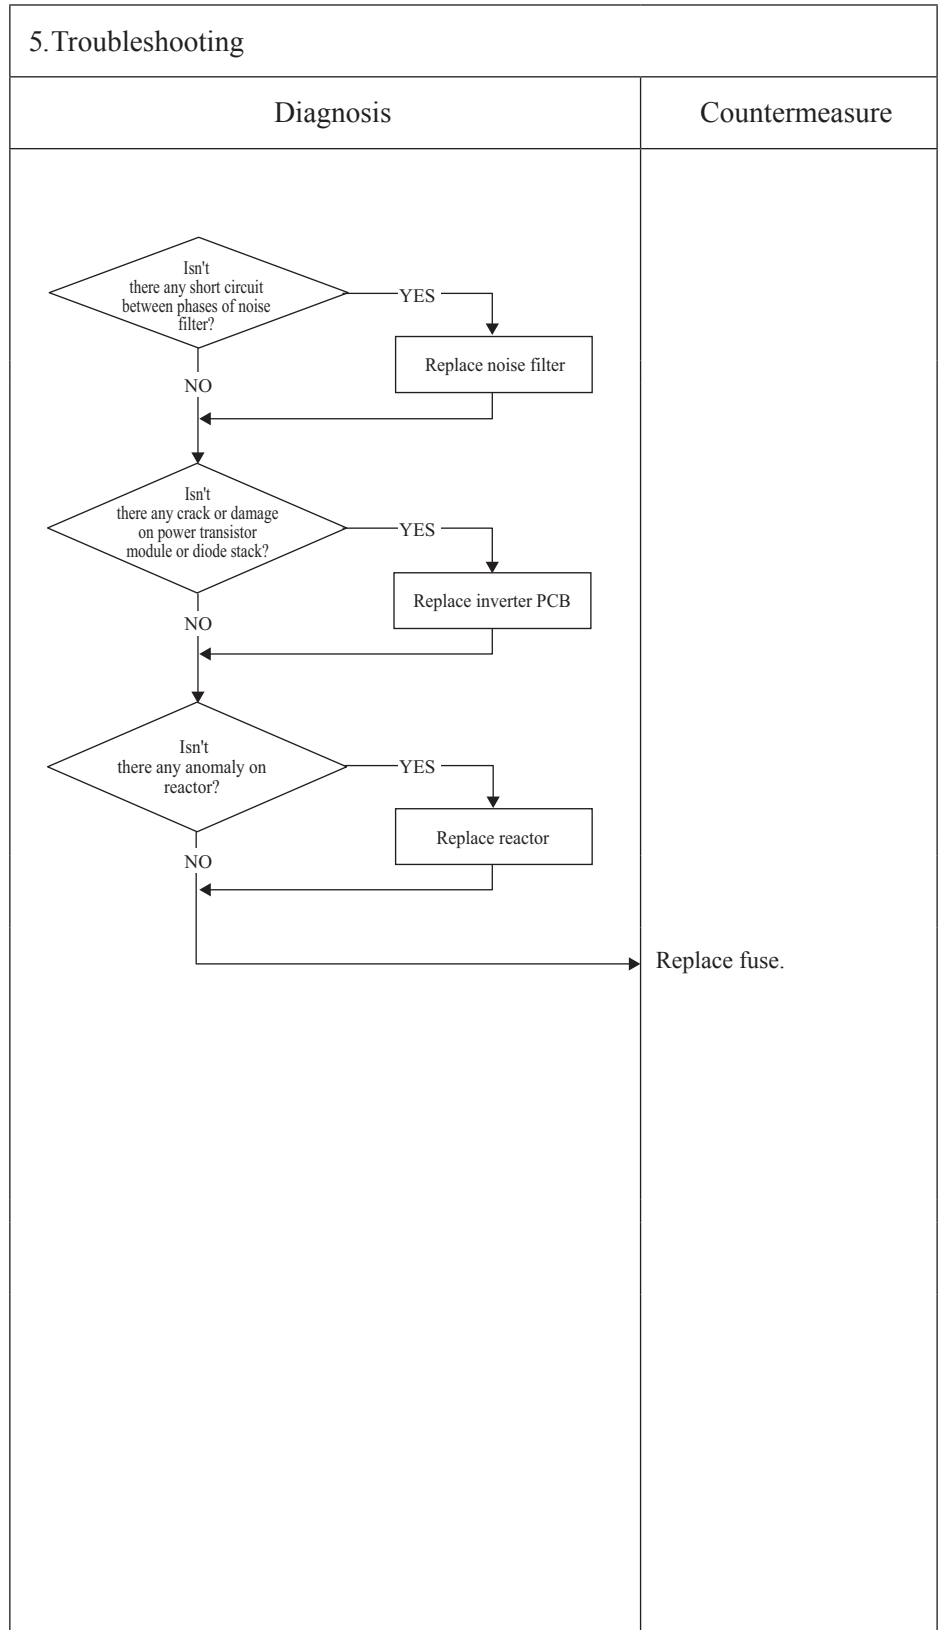 5.Troubleshooting
Diagnosis
Countermeasure
Isn't
there any short circuit
between phases of noise
filter?
YES
Replace noise filter
NO
Isn't
there any crack or damage
on power transistor
module or diode stack?
YES
Replace inverter PCB
NO
Isn't
there any anomaly on
reactor?
YES
Replace reactor
NO
Replace fuse.